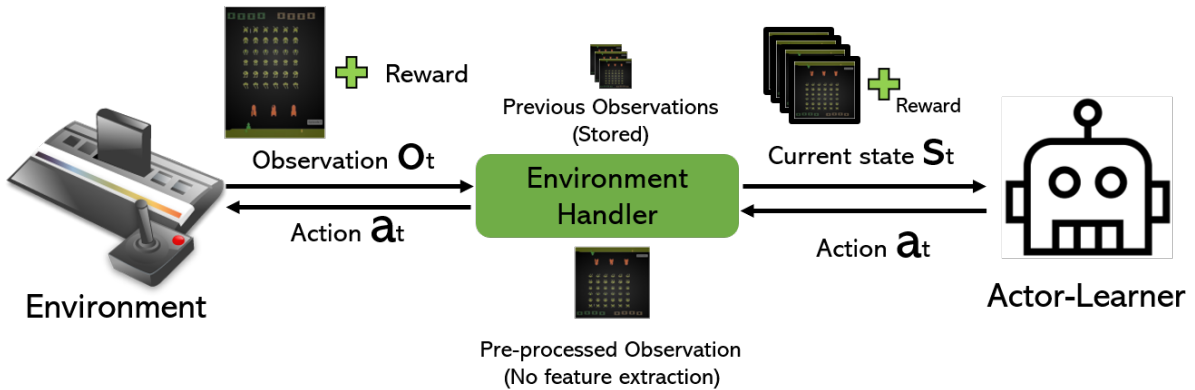 Reward
Previous Observations
(Stored)
Reward
Observation ot
Current state st
Environment
Handler
Action at
Action at
Environment
Actor-Learner
Pre-processed Observation
(No feature extraction)